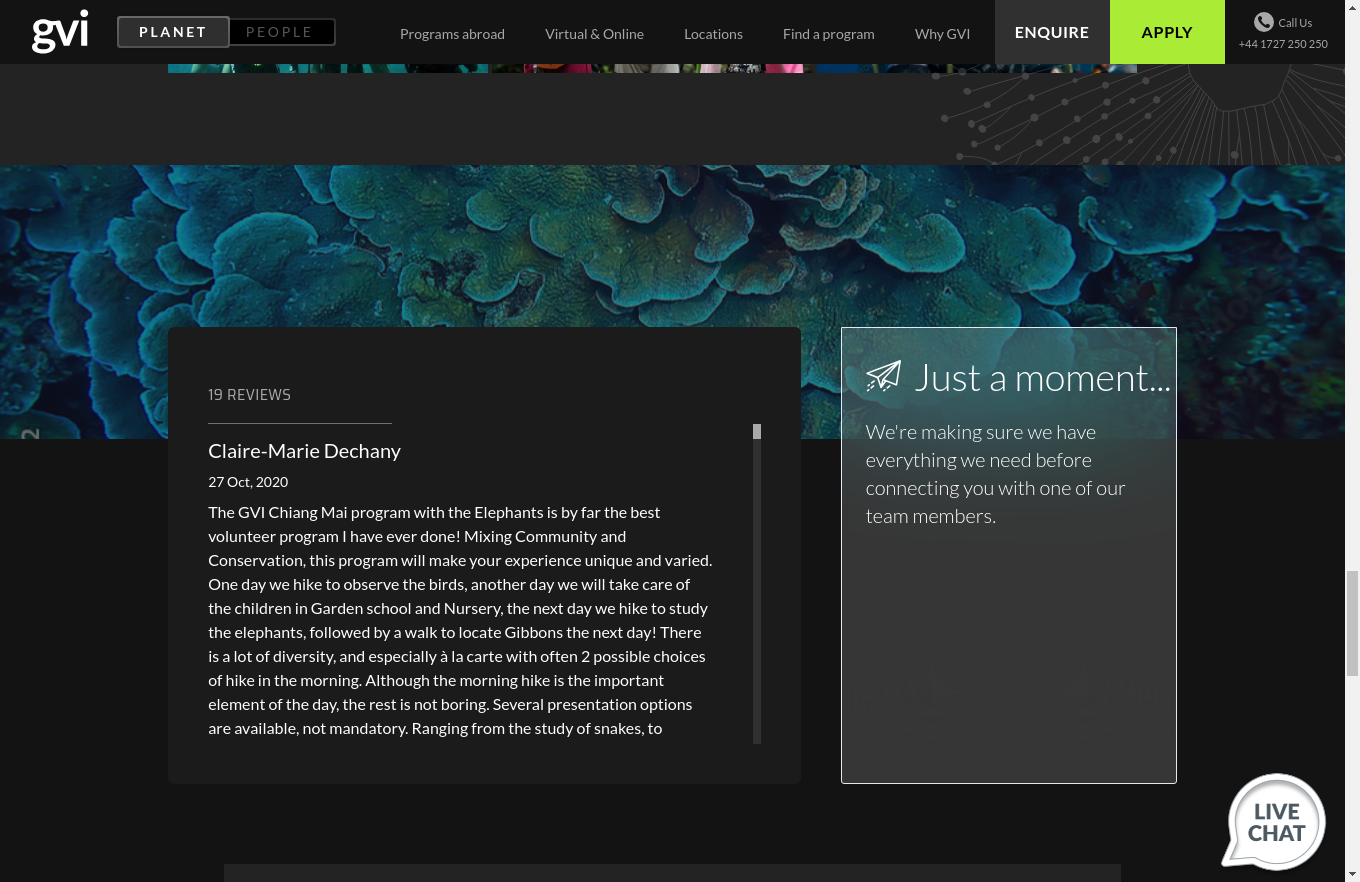 gvi
PLANET
PEOPLE
Programs abroad
Virtual & Online
Locations
Find a program
Why GVI
ENQUIRE
APPLY
Call Us
+44 1727 250 250
19 REVIEWS
Claire-Marie Dechany
27 Oct, 2020
The GVI Chiang Mai program with the Elephants is by far the best
volunteer program I have ever done! Mixing Community and
Conservation, this program will make your experience unique and varied.
One day we hike to observe the birds, another day we will take care of
the children in Garden school and Nursery, the next day we hike to study
the elephants, followed by a walk to locate Gibbons the next day! There
is a lot of diversity, and especially à la carte with often 2 possible choices
of hike in the morning. Although the morning hike is the important
element of the day, the rest is not boring. Several presentation options
are available, not mandatory. Ranging from the study of snakes, to
Just a moment...
We're making sure we have
everything we need before
connecting you with one of our
team members.
LIVE
CHAT